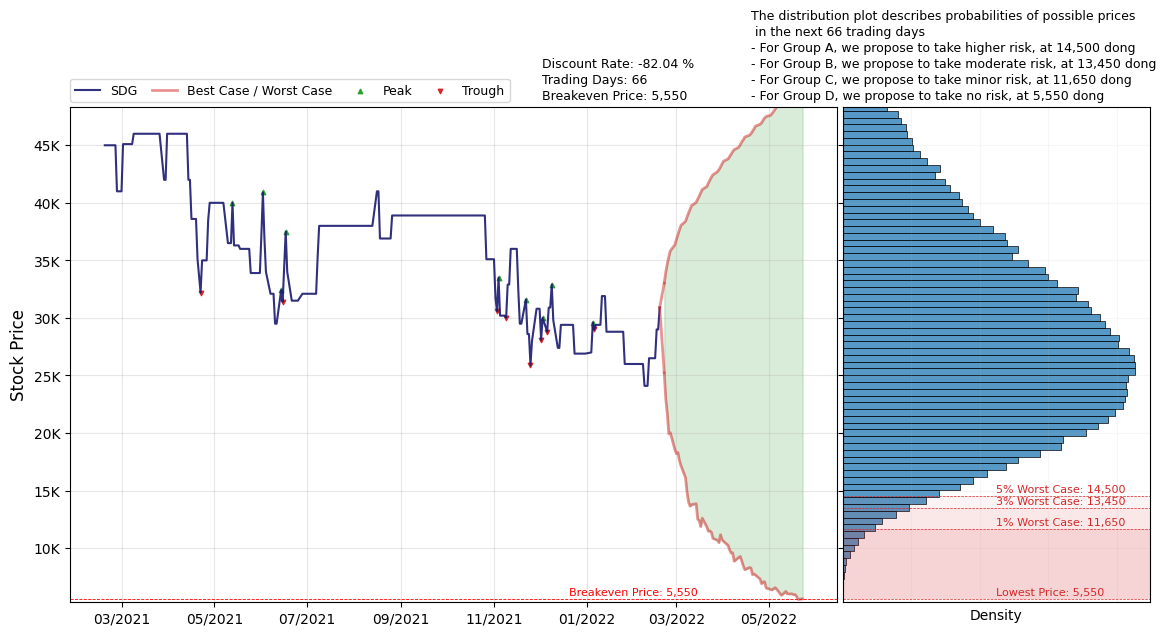 The distribution plot describes probabilities of possible prices
in the next 66 trading days
- For Group A, we propose to take higher risk, at 14,500 dong
- For Group B, we propose to take moderate risk, at 13,450 dong
- For Group C, we propose to take minor risk, at 11,650 dong
- For Group D, we propose to take no risk, at 5,550 dong
Discount Rate: -82.04 %
Trading Days: 66
Breakeven Price: 5,550
SDG
Best Case / Worst Case
Peak
Trough
Stock Price
45K
40K
35K
30K
25K
20K
15K
10K
Breakeven Price: 5,550
03/2021
05/2021
07/2021
09/2021
11/2021
01/2022
03/2022
05/2022
5% Worst Case: 14,500
3% Worst Case: 13,450
1% Worst Case: 11,650
Lowest Price: 5,550
Density